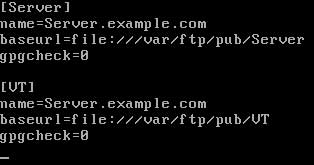 [Server]
name=Server.example.com
baseurl=file:///var/ftp/pub/Server
gpgcheck=0
[VT]
name=Server.example.com
baseurl=file:///var/ftp/pub/VT
gpgcheck=0